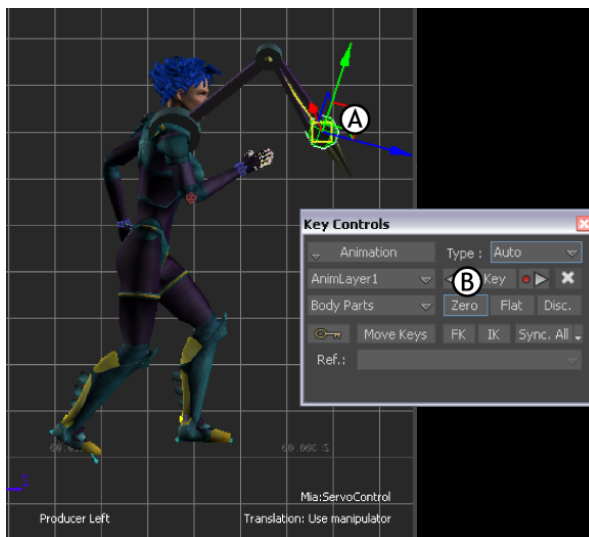 A
Key Controls
Animation
Type : Auto
AnimLayer1
B
Key
Body Parts
Zero
Flat
Disc.
Move Keys
FK
IK
Sync. All
Ref.:
Mia:ServoControl
Producer Left
Translation: Use manipulator